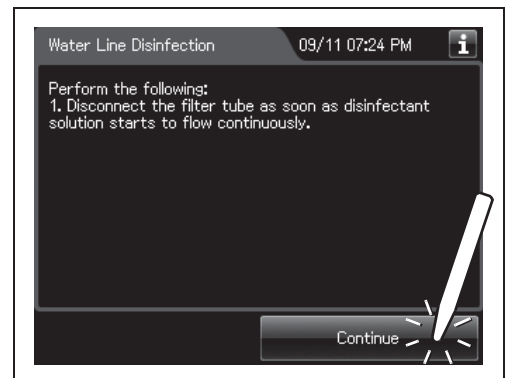 Water Line Disinfection
09/11 07:24 PM
i
Perform the following:
1. Disconnect the filter tube as soon as disinfectant
solution starts to flow continuously.
Continue